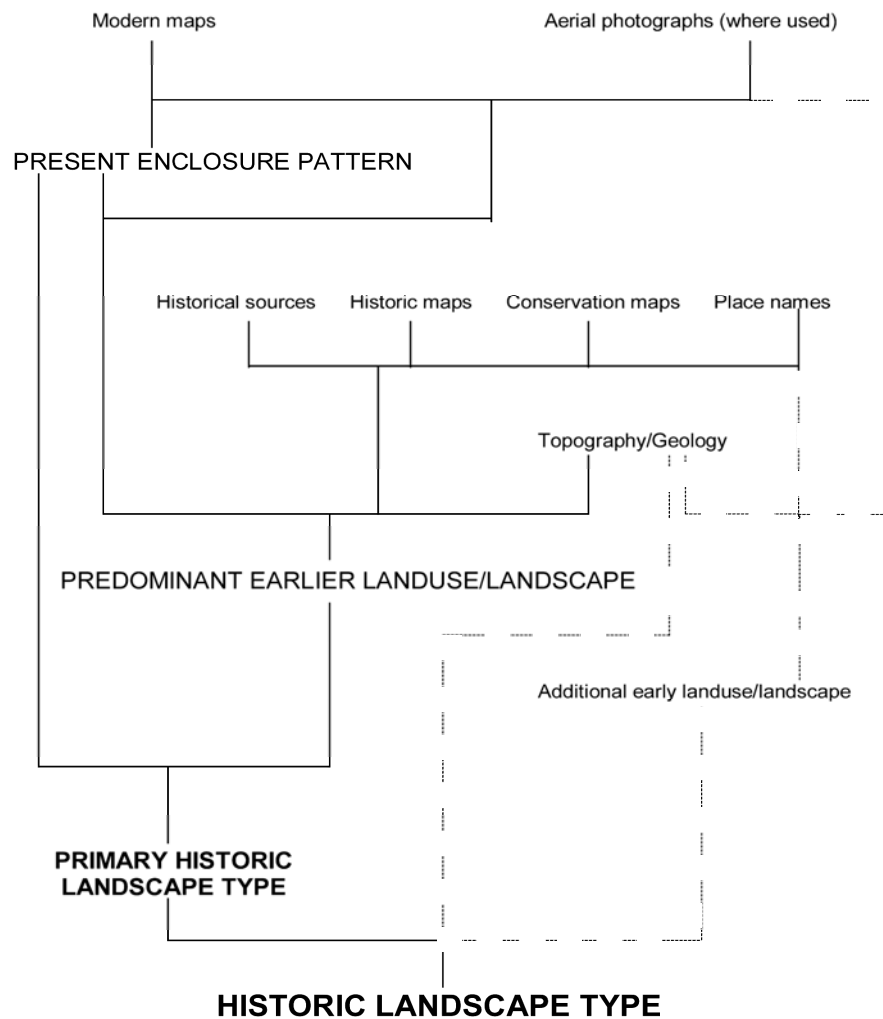 Modern maps
Aerial photographs (where used)
PRESENT ENCLOSURE PATTERN
Historical sources
Historic maps
Conservation maps
Place names
Topography/Geology
PREDOMINANT EARLIER LANDUSE/LANDSCAPE
Additional early landuse/landscape
PRIMARY HISTORIC
LANDSCAPE TYPE
HISTORIC LANDSCAPE TYPE